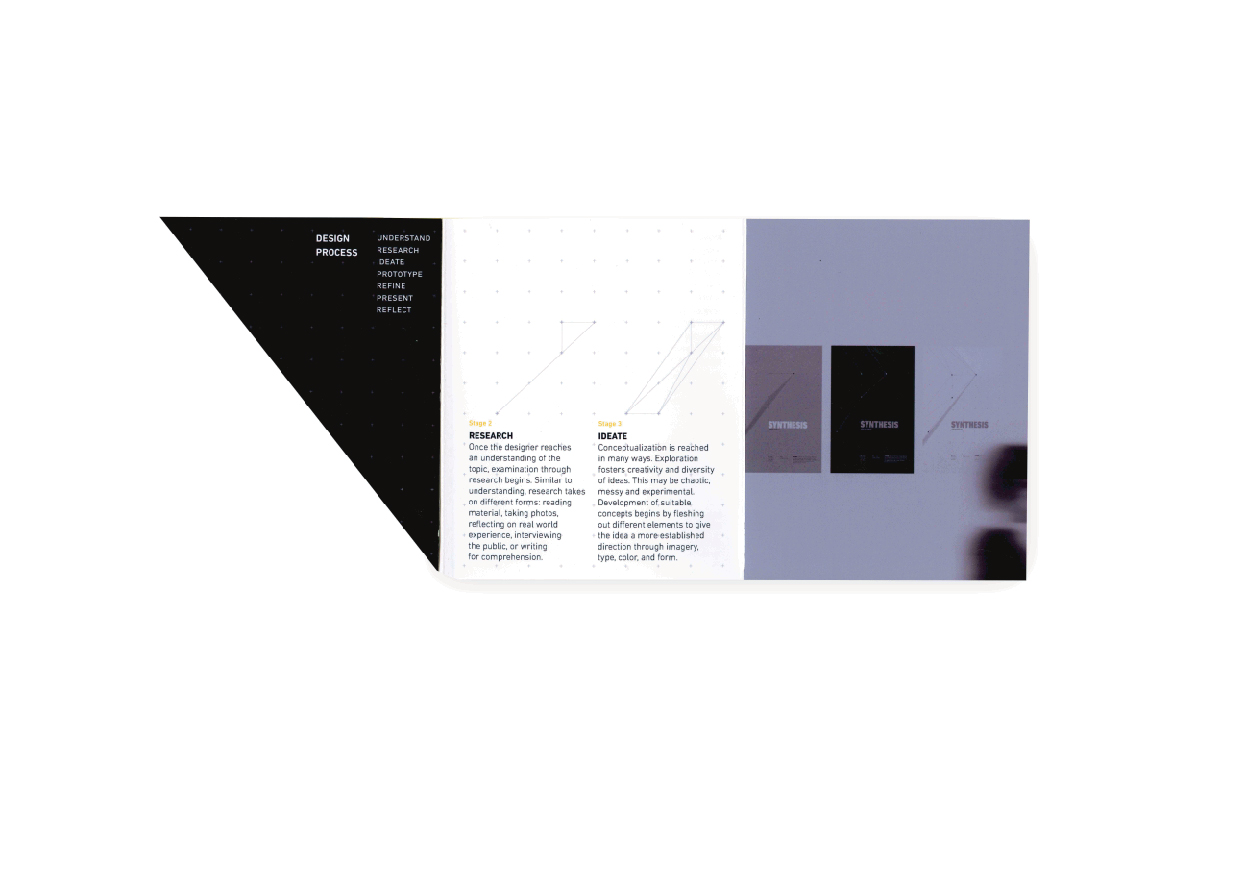 DESIGN
PROCESS
UNDERSTAND
RESEARCH
IDEATE
PROTOTYPE
REFINE
PRESENT
REFLECT
Stage 2
RESEARCH
Once the designer reaches
an understanding of the
topic, examination through
research begins. Similar to
understanding, research takes
on different forms: reading
material, taking photos,
reflecting on real world
experience, interviewing
the public, or writing
for comprehension.
Stage 3
IDEATE
Conceptualization is reached
in many ways. Exploration
fosters creativity and diversity
of ideas. This may be chaotic,
messy and experimental.
Development of suitable
concepts begins by fleshing
out different elements to give
the idea a more established
direction through imagery,
type, color, and form.
SYNTHESIS
SYNTHESIS
SYNTHESIS